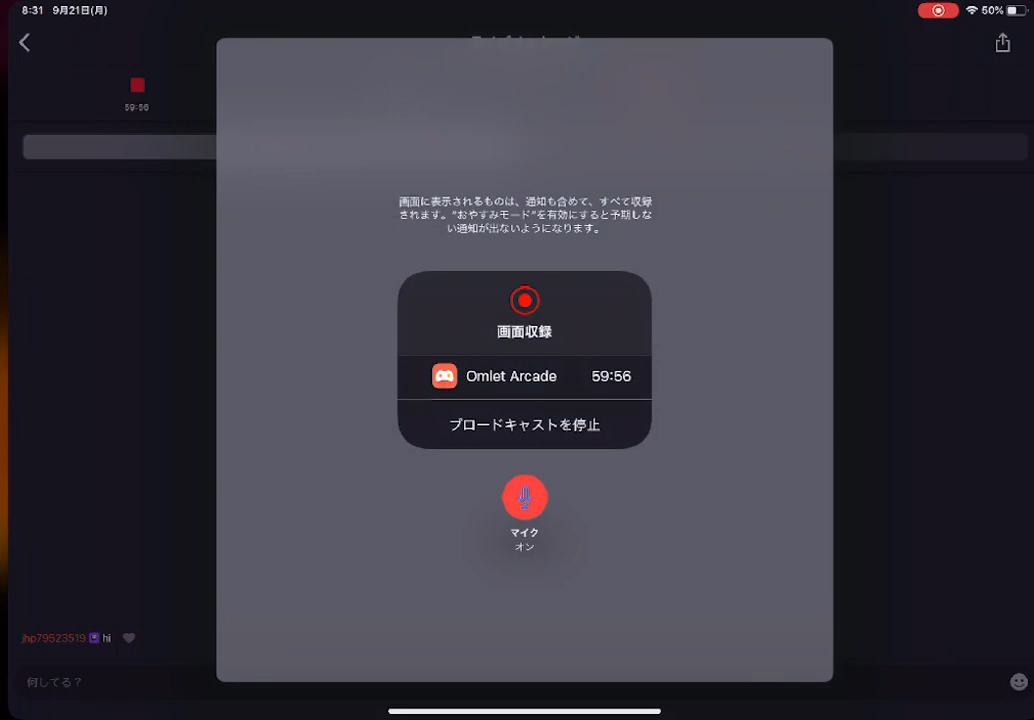 8:31 9月21日(月)
50%
59:56
画面に表示されるものは、通知も含めて、すべて収録
されます。"おやすみモード"を有効にすると予期しな
い通知が出ないようになります。
画面収録
Omlet Arcade 59:56
ブロードキャストを停止
マイク
オン
jhp79523519 hi
何してる？